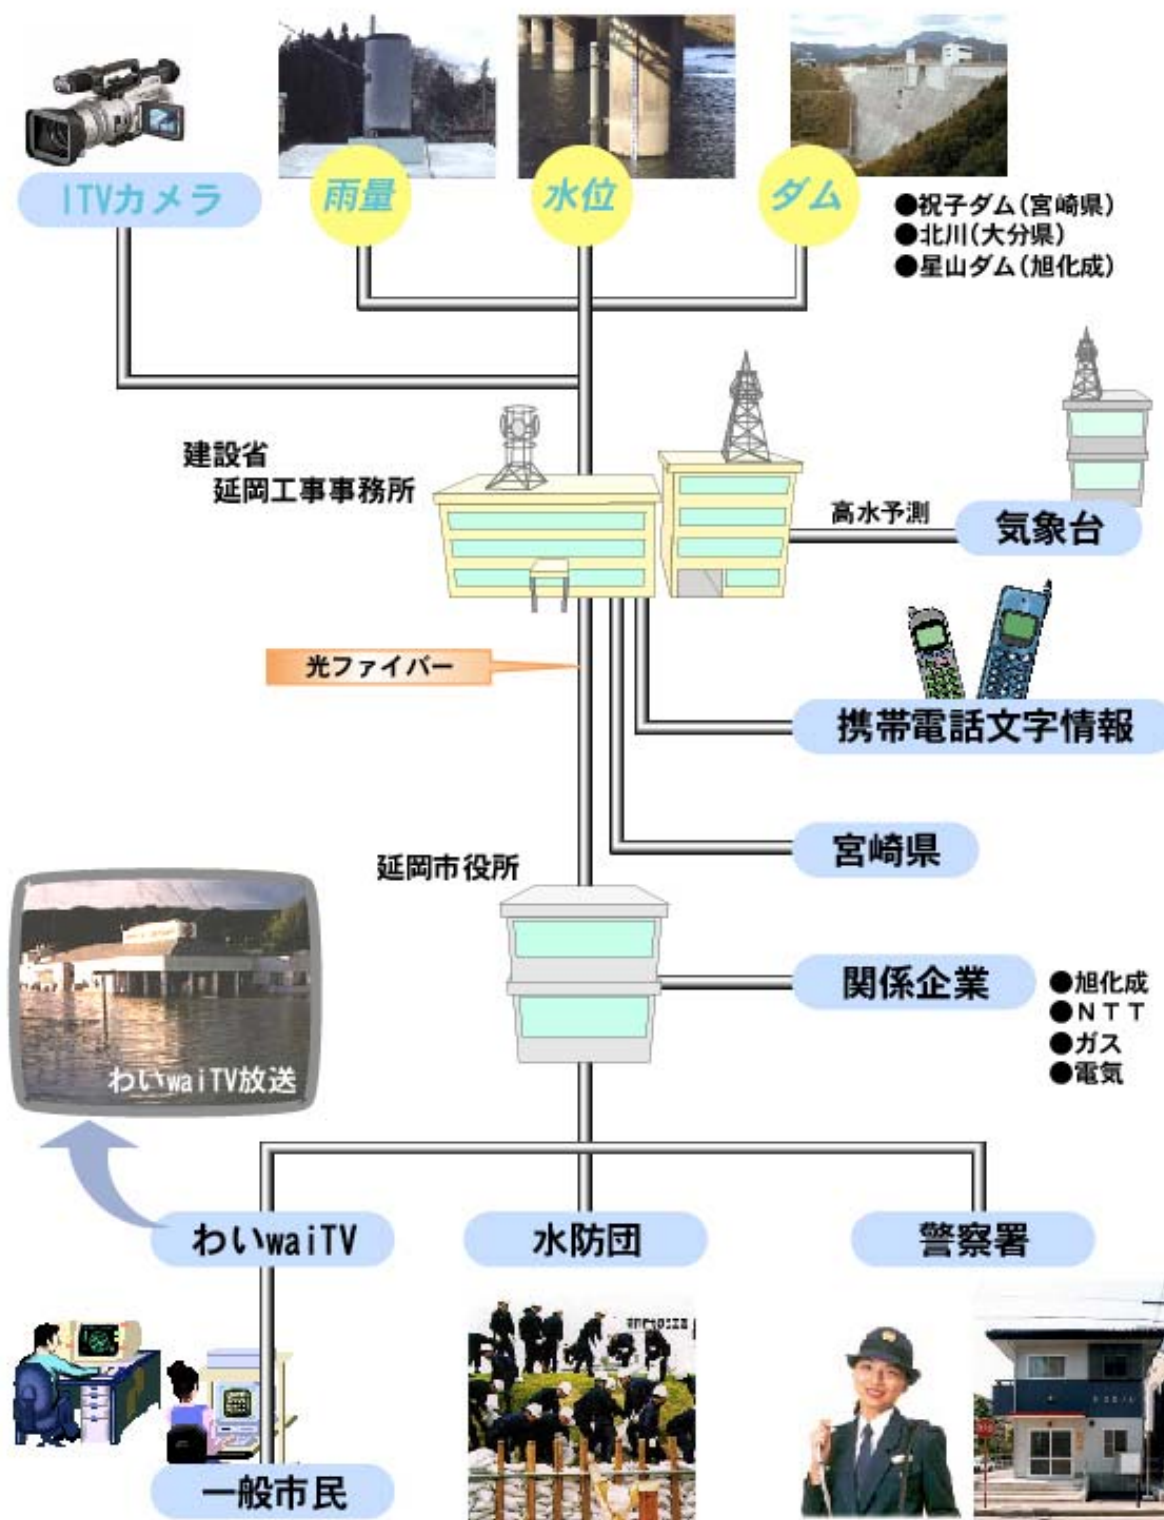 ITVカメラ
雨量
水位
ダム
●祝子ダム(宮崎県)
●北川(大分県)
●星山ダム(旭化成)
建設省
延岡工事事務所
高水予測
気象台
光ファイバー
携帯電話文字情報
宮崎県
延岡市役所
関係企業
●旭化成
●NTT
●ガス
●電気
わいwaiTV放送
わいwaiTV
水防団
警察署
一般市民